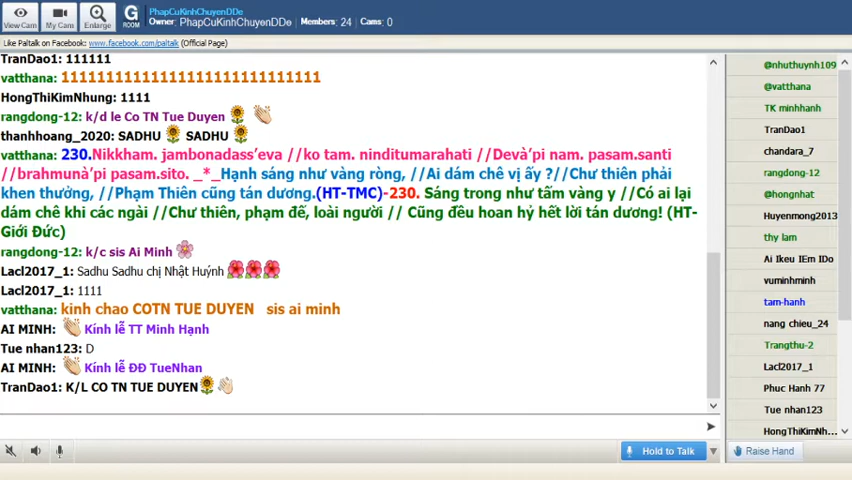 PhapCuKinhChuyenDDe
Owner: PhapCuKinhChuyenDDe Members: 24 Cams: 0
View Cam My Cam Enlarge G ROOM
Like Paltalk on Facebook: www.facebook.com/paltalk (Official Page)
TranDao1: 111111
vatthana: 11111111111111111111111111111111
HongThiKimNhung: 1111
rangdong-12: k/d le Co TN Tue Duyen
thanhhoang_2020: SADHU SADHU
vatthana: 230.Nikkham. jambonadass'eva //ko tam. ninditumarahati //Devà'pi nam. pasam.santi
//brahmunà'pi pasam.sito. _*_Hạnh sáng như vàng ròng, //Ai dám chê vị ấy ?//Chư thiên phải
khen thưởng, //Phạm Thiên cũng tán dương.(HT-TMC)-230. Sáng trong như tấm vàng y //Có ai lại
dám chê khi các ngài //Chư thiên, phạm đế, loài người // Cũng đều hoan hỷ hết lời tán dương! (HT-
Giới Đức)
rangdong-12: k/c sis Ai Minh
Lacl2017_1: Sadhu Sadhu chị Nhật Huýnh
Lacl2017_1: 1111
vatthana: kinh chao COTN TUE DUYEN sis ai minh
AI MINH: Kính lễ TT Minh Hạnh
Tue nhan123: D
AI MINH: Kính lễ ĐĐ TueNhan
TranDao1: K/L CO TN TUE DUYEN
Hold to Talk
@nhuthuynh109
@vatthana
TK minhhanh
TranDao1
chandara_7
rangdong-12
@hongnhat
Huyenmong2013
thy lam
Ai Ikeu IEm IDo
vuminhminh
tam-hanh
nang chieu_24
Trangthu-2
Lacl2017_1
Phuc Hanh 77
Tue nhan123
HongThiKimNh...
Raise Hand